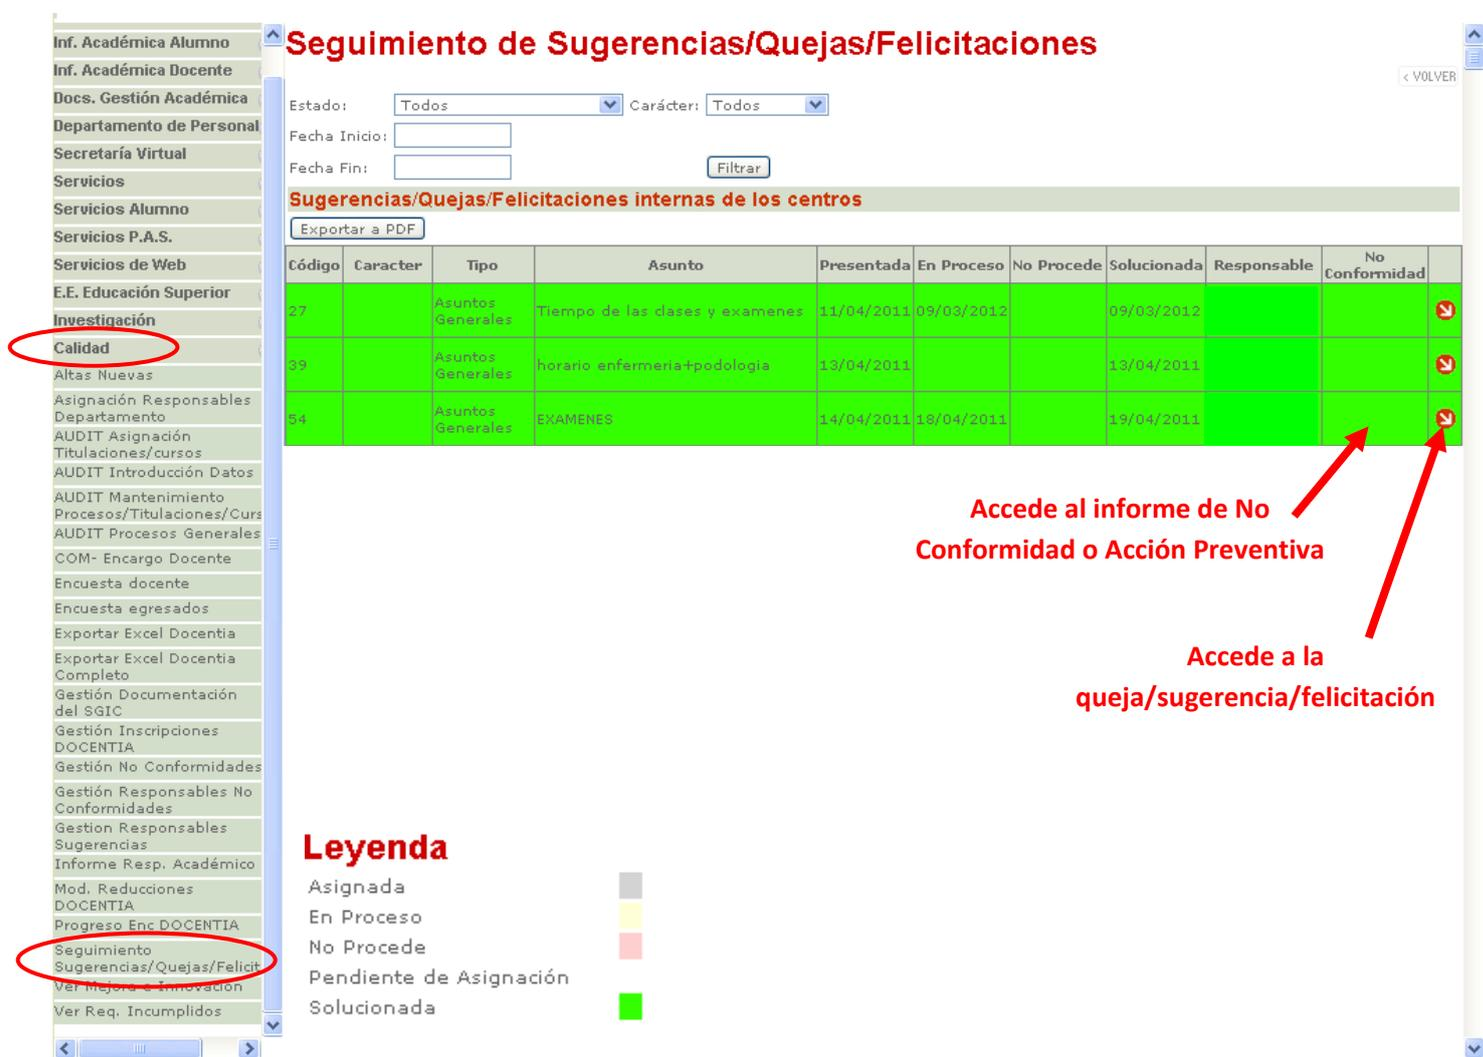 Inf. Académica Alumno
Inf. Académica Docente
Docs. Gestión Académica
Departamento de Personal
Secretaría Virtual
Servicios
Servicios Alumno
Servicios P.A.S.
Servicios de Web
E.E. Educación Superior
Investigación
Calidad
Altas Nuevas
Asignación Responsables
Departamento
AUDIT Asignación
Titulaciones/cursos
AUDIT Introducción Datos
AUDIT Mantenimiento
Procesos/Titulaciones/Curs
AUDIT Procesos Generales
COM- Encargo Docente
Encuesta docente
Encuesta egresados
Exportar Excel Docentia
Exportar Excel Docentia
Completo
Gestión Documentación
del SGIC
Gestión Inscripciones
DOCENTIA
Gestión No Conformidades
Gestión Responsables No
Conformidades
Gestion Responsables
Sugerencias
Informe Resp. Académico
Mod. Reducciones
DOCENTIA
Progreso Enc DOCENTIA
Seguimiento
Sugerencias/Quejas/Felicit
Ver Mejora e Innovacion
Ver Req. Incumplidos
Seguimiento de Sugerencias/Quejas/Felicitaciones
< VOLVER
Estado: Todos Carácter: Todos
Fecha Inicio:
Fecha Fin: Filtrar
Sugerencias/Quejas/Felicitaciones internas de los centros
Exportar a PDF
Código Caracter Tipo Asunto Presentada En Proceso No Procede Solucionada Responsable No Conformidad
27 Asuntos Generales Tiempo de las clases y examenes 11/04/2011 09/03/2012 09/03/2012
39 Asuntos Generales horario enfermeria+podologia 13/04/2011 13/04/2011
54 Asuntos Generales EXAMENES 14/04/2011 18/04/2011 19/04/2011
Accede al informe de No
Conformidad o Acción Preventiva
Accede a la
queja/sugerencia/felicitación
Leyenda
Asignada
En Proceso
No Procede
Pendiente de Asignación
Solucionada